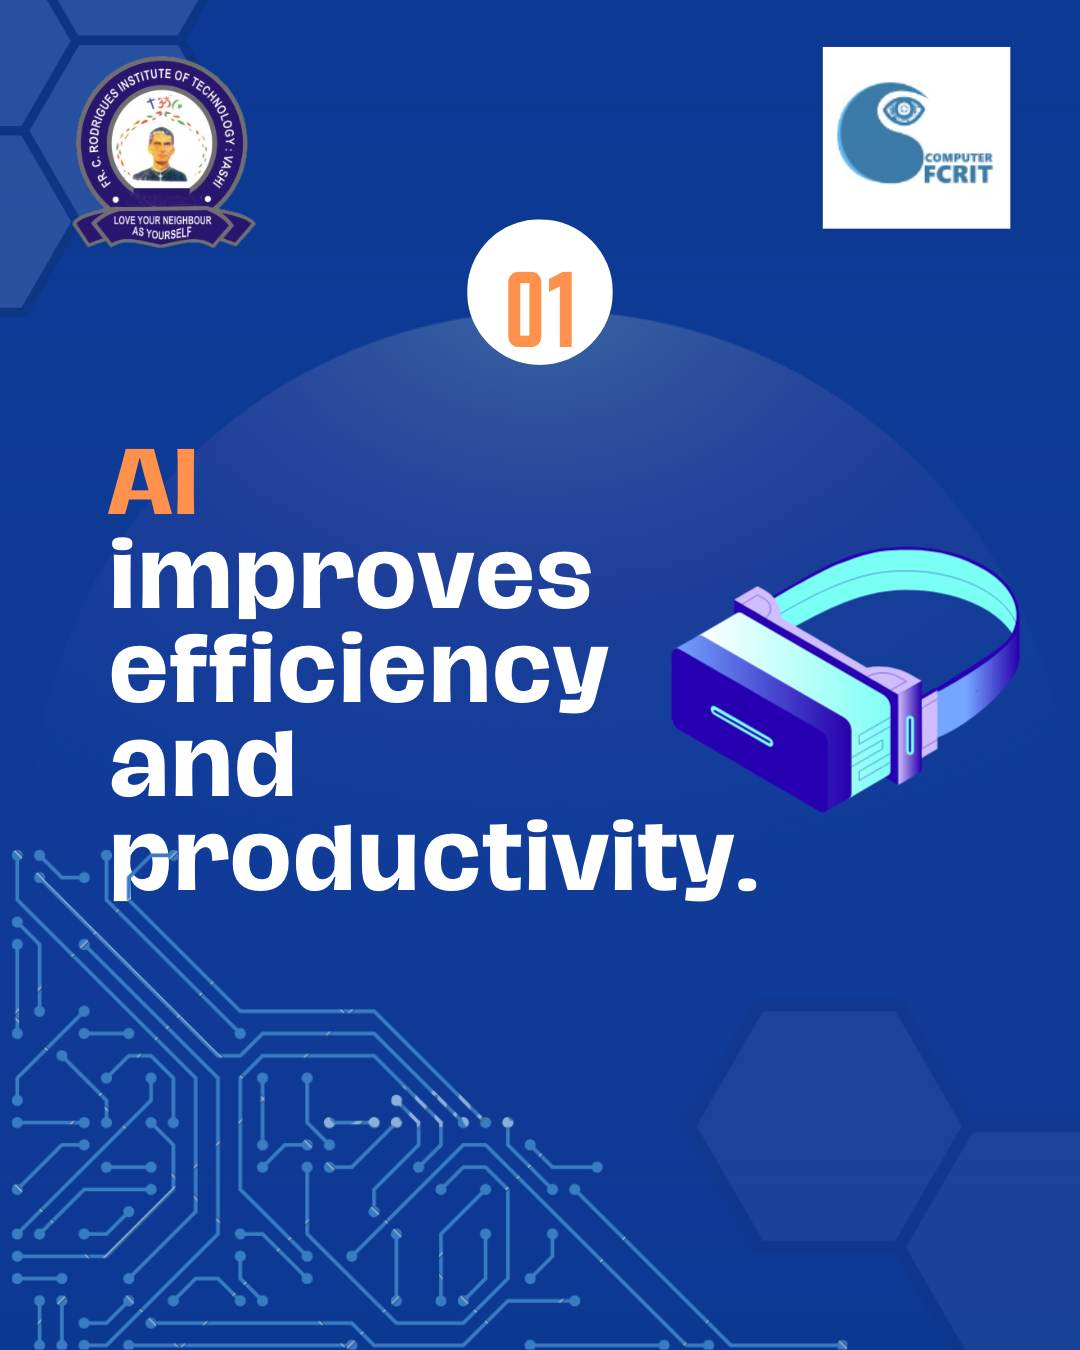 FR. C. RODRIGUES INSTITUTE OF TECHNOLOGY : VASHI
LOVE YOUR NEIGHBOUR
AS YOURSELF
COMPUTER
FCRIT
01
AI
improves
efficiency
and
productivity.